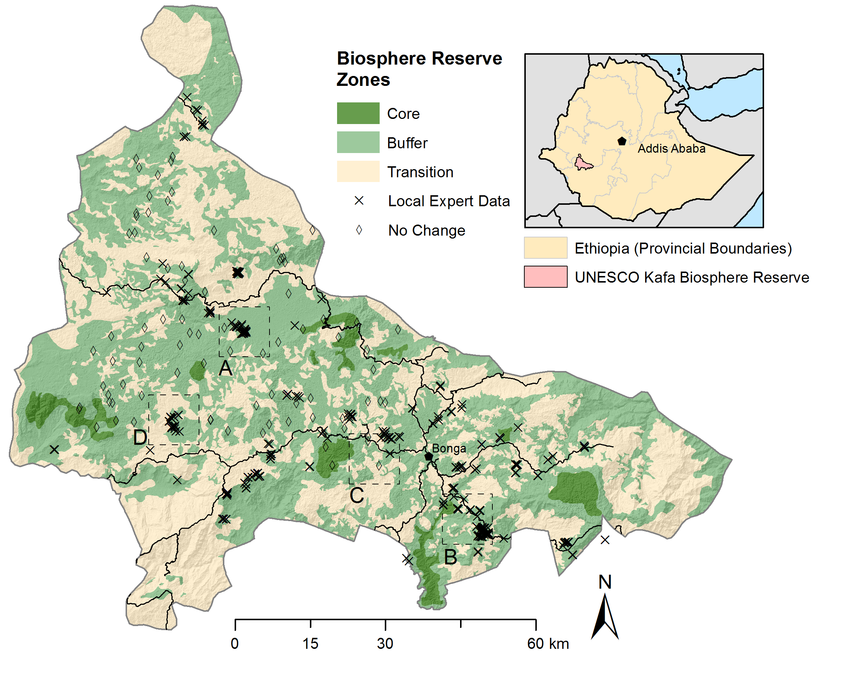 Biosphere Reserve
Zones
Core
Buffer
Transition
Local Expert Data
No Change
Addis Ababa
Ethiopia (Provincial Boundaries)
UNESCO Kafa Biosphere Reserve
A
D
Bonga
C
B
N
0 15 30 60 km